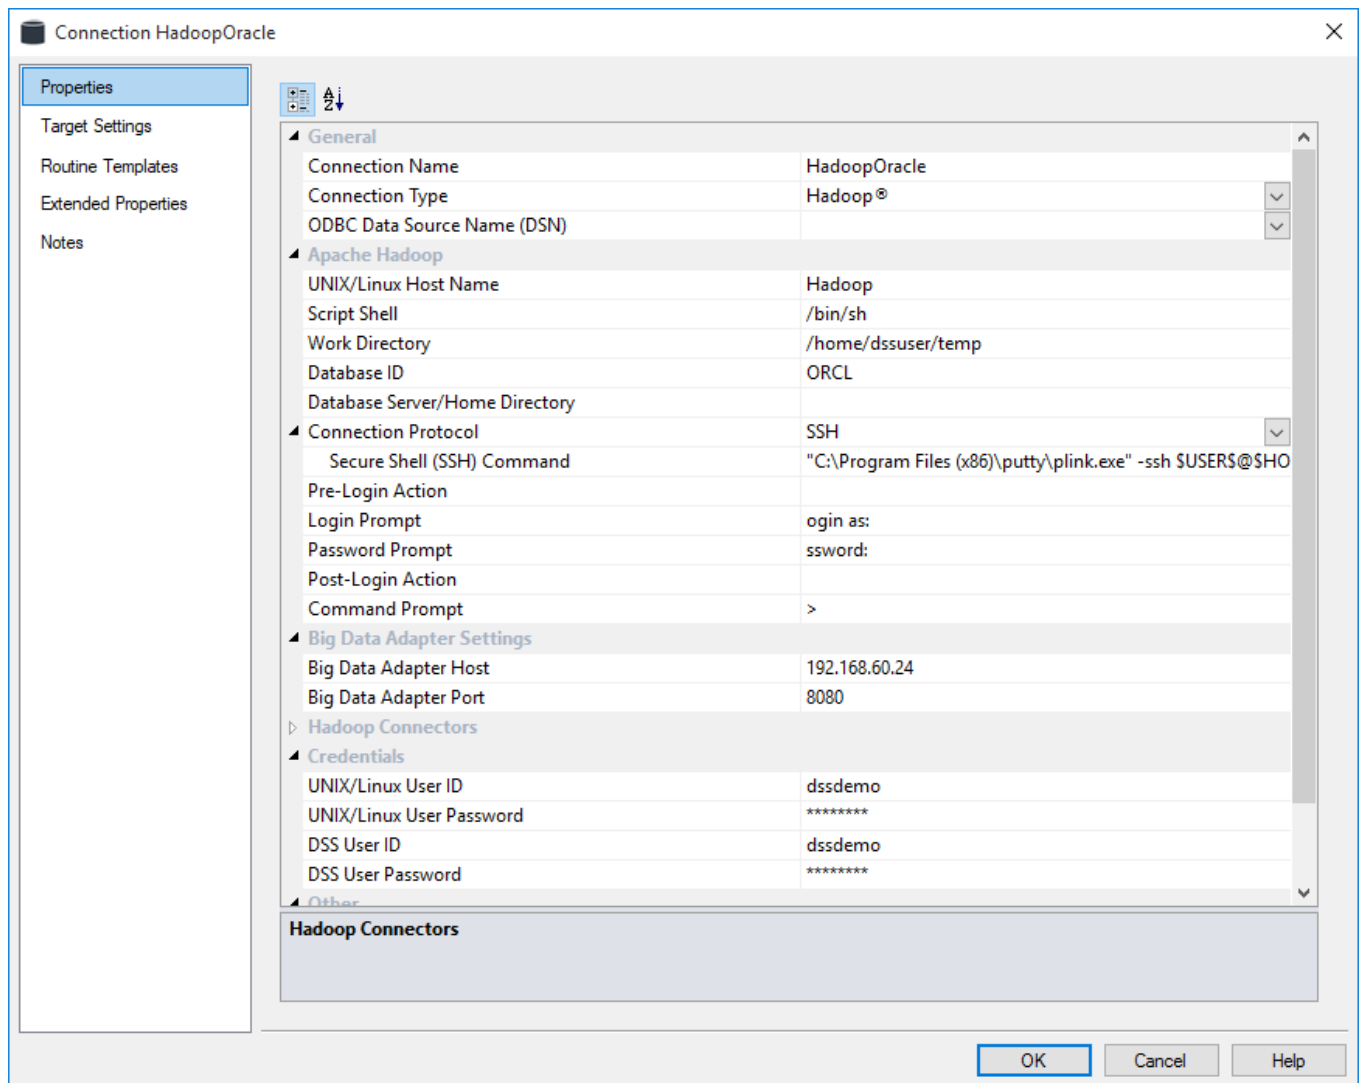 Connection HadoopOracle
Properties
Target Settings
Routine Templates
Extended Properties
Notes
General
Connection Name HadoopOracle
Connection Type Hadoop®
ODBC Data Source Name (DSN)
Apache Hadoop
UNIX/Linux Host Name Hadoop
Script Shell /bin/sh
Work Directory /home/dssuser/temp
Database ID ORCL
Database Server/Home Directory
Connection Protocol SSH
Secure Shell (SSH) Command "C:\Program Files (x86)\putty\plink.exe" -ssh $USER$@$HO
Pre-Login Action
Login Prompt ogin as:
Password Prompt ssword:
Post-Login Action
Command Prompt >
Big Data Adapter Settings
Big Data Adapter Host 192.168.60.24
Big Data Adapter Port 8080
Hadoop Connectors
Credentials
UNIX/Linux User ID dssdemo
UNIX/Linux User Password ********
DSS User ID dssdemo
DSS User Password ********
Other
Hadoop Connectors
OK Cancel Help